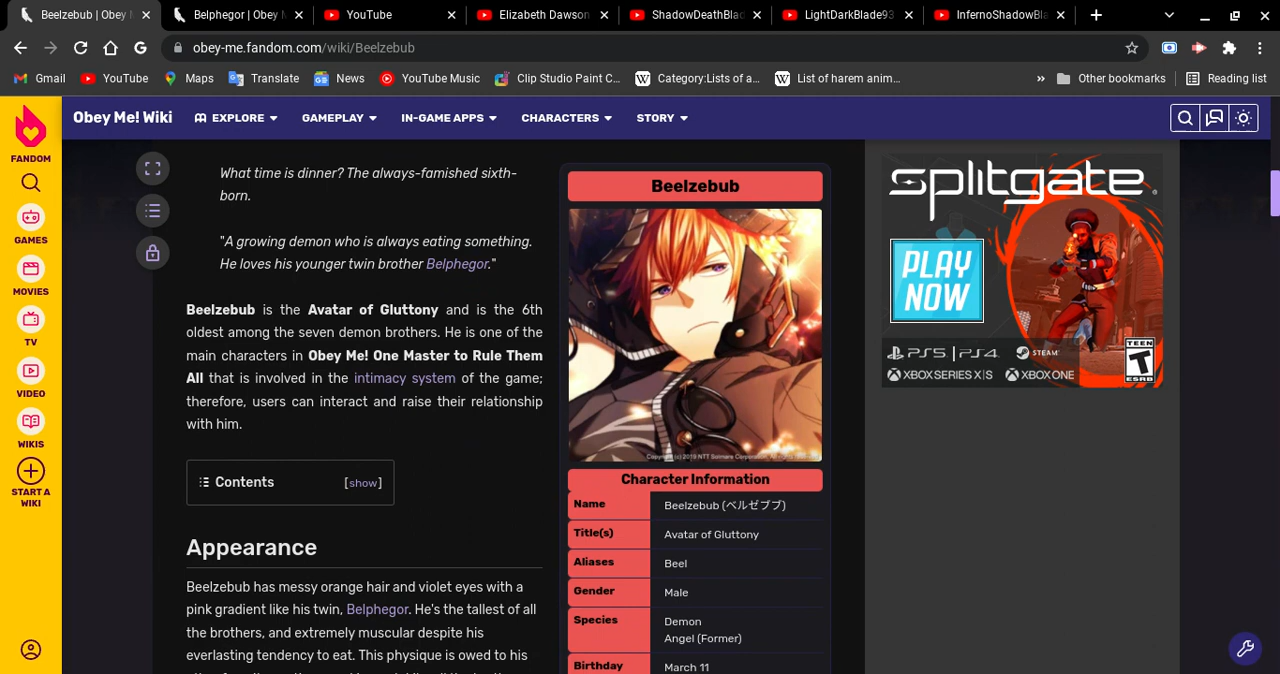 Beelzebub | Obey M
Belphegor | Obey M
YouTube
Elizabeth Dawson
ShadowDeathBlad
LightDarkBlade93
InfernoShadowBla
obey-me.fandom.com/wiki/Beelzebub
Gmail
YouTube
Maps
Translate
News
YouTube Music
Clip Studio Paint C...
Category:Lists of a...
List of harem anim...
»
Other bookmarks
Reading list
Obey Me! Wiki
EXPLORE
GAMEPLAY
IN-GAME APPS
CHARACTERS
STORY
FANDOM
GAMES
MOVIES
TV
VIDEO
WIKIS
START A
WIKI
What time is dinner? The always-famished sixth-
born.
"A growing demon who is always eating something.
He loves his younger twin brother Belphegor."
Beelzebub is the Avatar of Gluttony and is the 6th
oldest among the seven demon brothers. He is one of the
main characters in Obey Me! One Master to Rule Them
All that is involved in the intimacy system of the game;
therefore, users can interact and raise their relationship
with him.
Contents [show]
Appearance
Beelzebub has messy orange hair and violet eyes with a
pink gradient like his twin, Belphegor. He's the tallest of all
the brothers, and extremely muscular despite his
everlasting tendency to eat. This physique is owed to his
Beelzebub
Copyright (c) 2019 NTT Solmare Corporation, All rights reserved.
Character Information
Name Beelzebub (ベルゼブブ)
Title(s) Avatar of Gluttony
Aliases Beel
Gender Male
Species Demon
Angel (Former)
Birthday March 11
splitgate
PLAY
NOW
PS5 | PS4 STEAM
XBOX SERIES X|S XBOX ONE
TEEN
T
ESRB